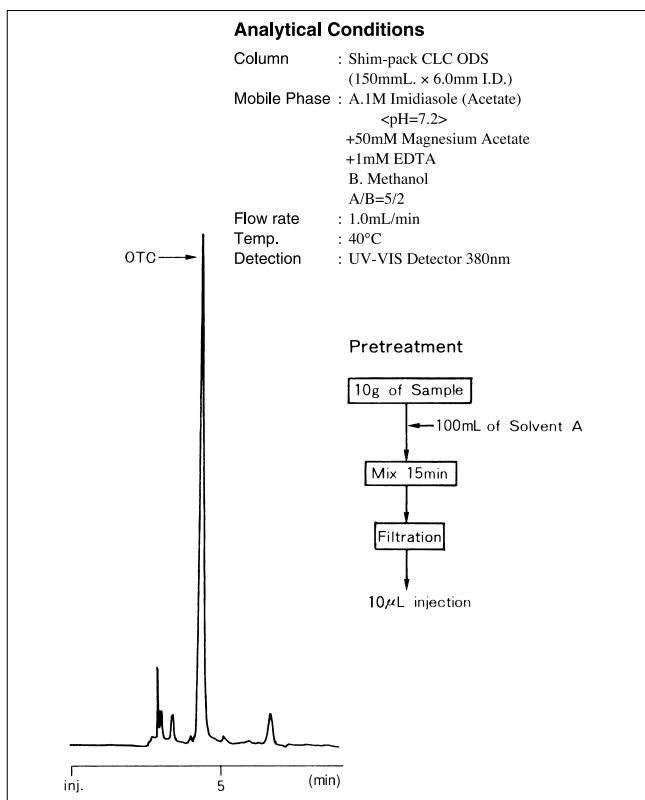 Analytical Conditions
Column : Shim-pack CLC ODS
(150mmL. × 6.0mm I.D.)
Mobile Phase : A.1M Imidiasole (Acetate)
<pH=7.2>
+50mM Magnesium Acetate
+1mM EDTA
B. Methanol
A/B=5/2
Flow rate : 1.0mL/min
Temp. : 40°C
Detection : UV-VIS Detector 380nm
OTC
Pretreatment
10g of Sample
100mL of Solvent A
Mix 15min
Filtration
10μL injection
inj. 5 (min)